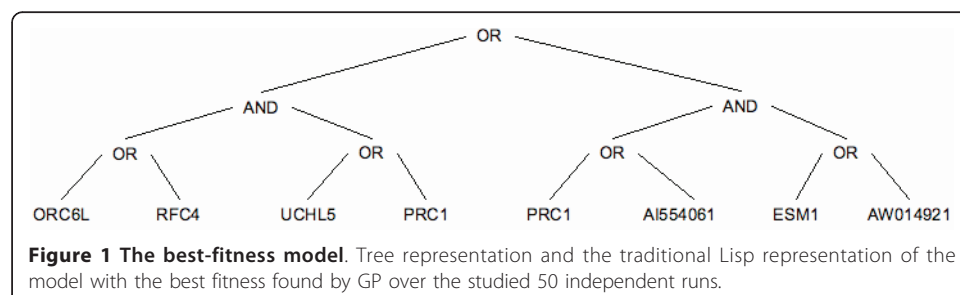 OR
AND AND
OR OR OR OR
ORC6L RFC4 UCHL5 PRC1 PRC1 AI554061 ESM1 AW014921
Figure 1 The best-fitness model. Tree representation and the traditional Lisp representation of the
model with the best fitness found by GP over the studied 50 independent runs.